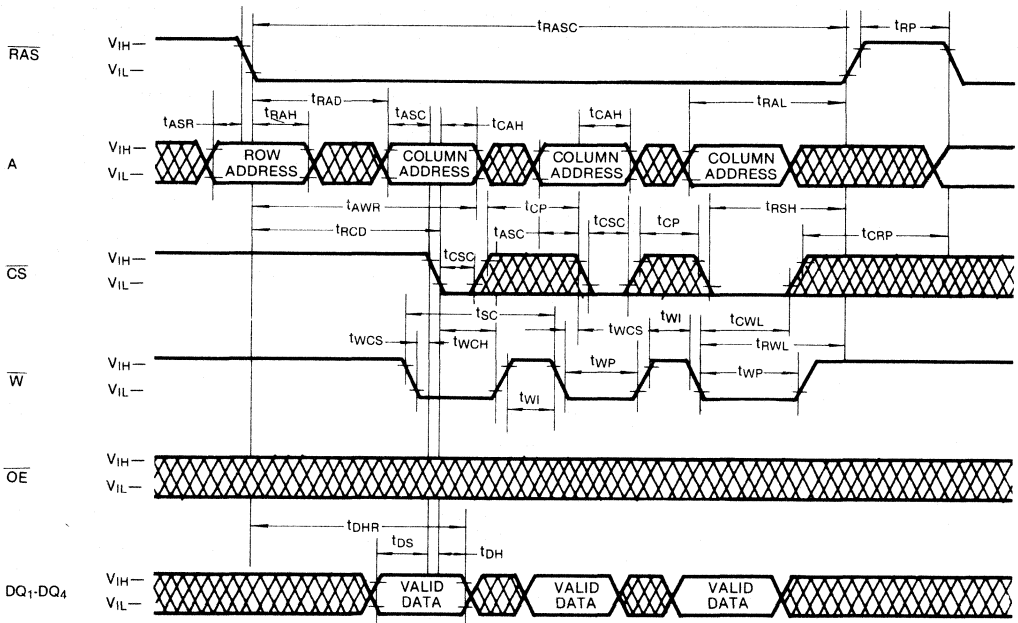 tRASC
tRP
RAS
VIH
VIL
tRAD
tRAL
tASR
tRAH
tASC
tCAH
tCAH
A
VIH
VIL
ROW ADDRESS
COLUMN ADDRESS
COLUMN ADDRESS
COLUMN ADDRESS
tAWR
tCP
tRSH
tRCD
tASC
tCSC
tCP
tCRP
CS
VIH
VIL
tCSC
tSC
tWCS
tWI
tCWL
tWCS
tWCH
tRWL
W
VIH
VIL
tWP
tWP
tWI
OE
VIH
VIL
tDHR
tDS
tDH
DQ1-DQ4
VIH
VIL
VALID DATA
VALID DATA
VALID DATA